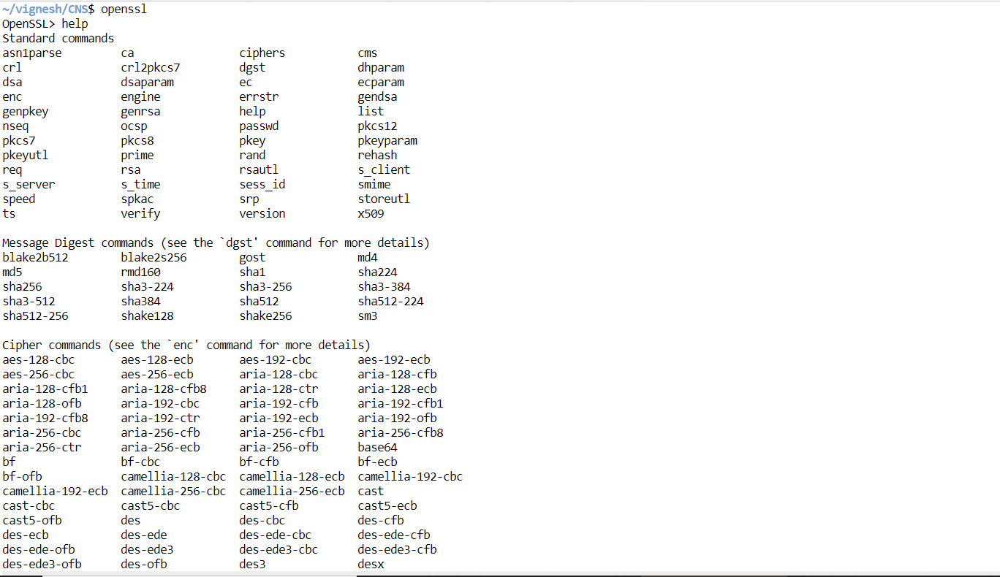 ~/vignesh/CNS$ openssl
OpenSSL> help
Standard commands
asn1parse         ca                ciphers           cms
crl               crl2pkcs7         dgst              dhparam
dsa               dsaparam          ec                ecparam
enc               engine            errstr            gendsa
genpkey           genrsa            help              list
nseq              ocsp              passwd            pkcs12
pkcs7             pkcs8             pkey              pkeyparam
pkeyutl           prime             rand              rehash
req               rsa               rsautl            s_client
s_server          s_time            sess_id           smime
speed             spkac             srp               storeutl
ts                verify            version           x509

Message Digest commands (see the `dgst' command for more details)
blake2b512        blake2s256        gost              md4
md5               rmd160            sha1              sha224
sha256            sha3-224          sha3-256          sha3-384
sha3-512          sha384            sha512            sha512-224
sha512-256        shake128          shake256          sm3

Cipher commands (see the `enc' command for more details)
aes-128-cbc       aes-128-ecb       aes-192-cbc       aes-192-ecb
aes-256-cbc       aes-256-ecb       aria-128-cbc      aria-128-cfb
aria-128-cfb1     aria-128-cfb8     aria-128-ctr      aria-128-ecb
aria-128-ofb      aria-192-cbc      aria-192-cfb      aria-192-cfb1
aria-192-cfb8     aria-192-ctr      aria-192-ecb      aria-192-ofb
aria-256-cbc      aria-256-cfb      aria-256-cfb1     aria-256-cfb8
aria-256-ctr      aria-256-ecb      aria-256-ofb      base64
bf                bf-cbc            bf-cfb            bf-ecb
bf-ofb            camellia-128-cbc  camellia-128-ecb  camellia-192-cbc
camellia-192-ecb  camellia-256-cbc  camellia-256-ecb  cast
cast-cbc          cast5-cbc         cast5-cfb         cast5-ecb
cast5-ofb         des               des-cbc           des-cfb
des-ecb           des-ede           des-ede-cbc       des-ede-cfb
des-ede-ofb       des-ede3          des-ede3-cbc      des-ede3-cfb
des-ede3-ofb      des-ofb           des3              desx